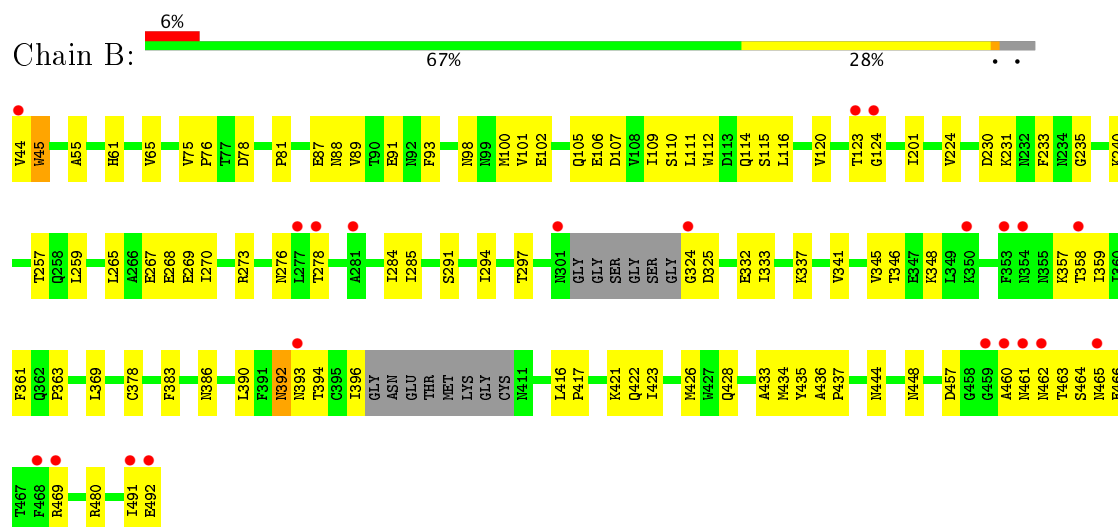 6%
Chain B:
67% 28% • •
V44 W45 A55 H61 V65 V75 P76 T77 D78 P81 E87 N88 V89 T90 E91 N92 F93 N98 N99 M100 V101 E102 Q105 E106 D107 V108 I109 S110 L111 W112 D113 Q114 S115 L116 V120 T123 G124 I201 V224 D230 K231 N232 F233 N234 G235 K240
T257 Q258 L259 L265 A266 E267 E268 E269 I270 R273 N276 L277 T278 A281 I284 I285 S291 I294 T297 N301 GLY GLY SER GLY SER GLY G324 D325 E332 I333 K337 V341 V345 T346 E347 K348 L349 K350 F353 N354 N355 K357 T358 I359 I360
F361 Q362 P363 L369 C378 F383 N386 L390 F391 N392 N393 T394 C395 I396 GLY ASN GLU THR MET LYS GLY CYS N411 L416 P417 K421 Q422 I423 M426 W427 Q428 A433 M434 Y435 A436 P437 N444 N448 D457 G458 G459 A460 N461 N462 T463 S464 N465 E466
T467 F468 R469 R480 I491 E492